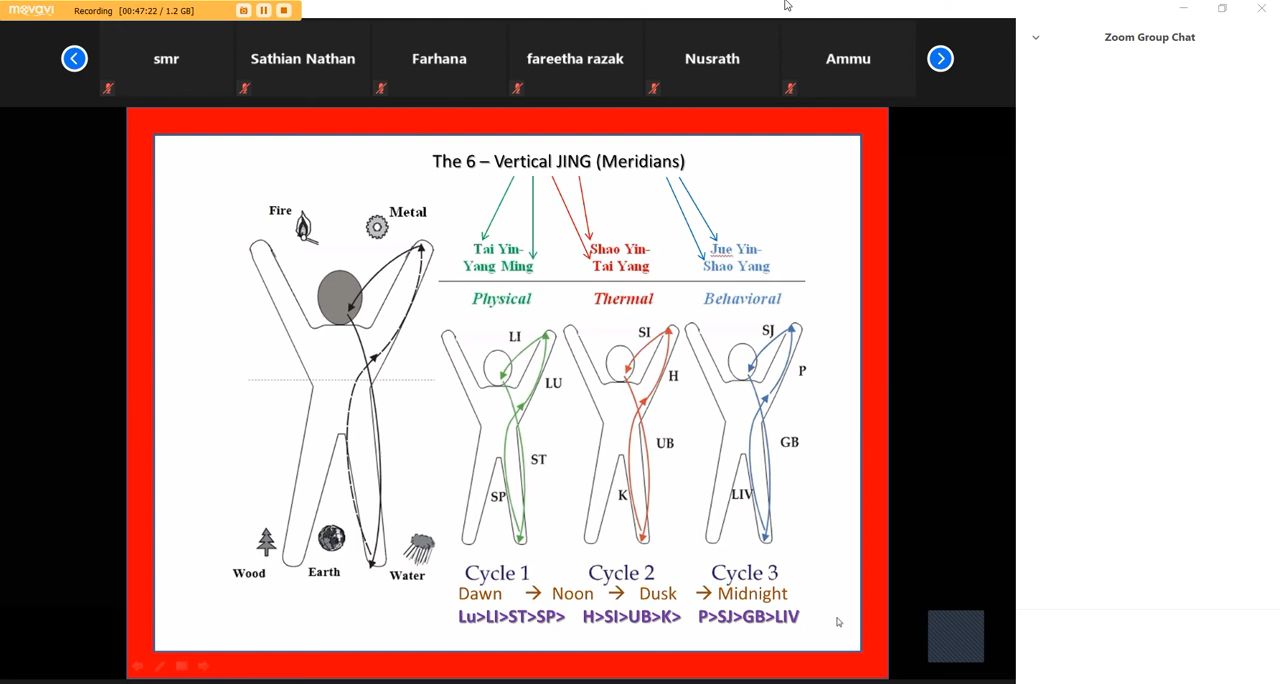 movavi Recording [00:47:22 / 1.2 GB]
Zoom Group Chat
smr Sathian Nathan Farhana fareetha razak Nusrath Ammu
The 6 – Vertical JING (Meridians)
Fire Metal
Tai Yin- Shao Yin- Jue Yin-
Yang Ming Tai Yang Shao Yang
Physical Thermal Behavioral
LI SI SJ
LU H P
ST UB GB
SP K LIV
Wood Earth Water
Cycle 1 Cycle 2 Cycle 3
Dawn → Noon → Dusk → Midnight
Lu>LI>ST>SP> H>SI>UB>K> P>SJ>GB>LIV